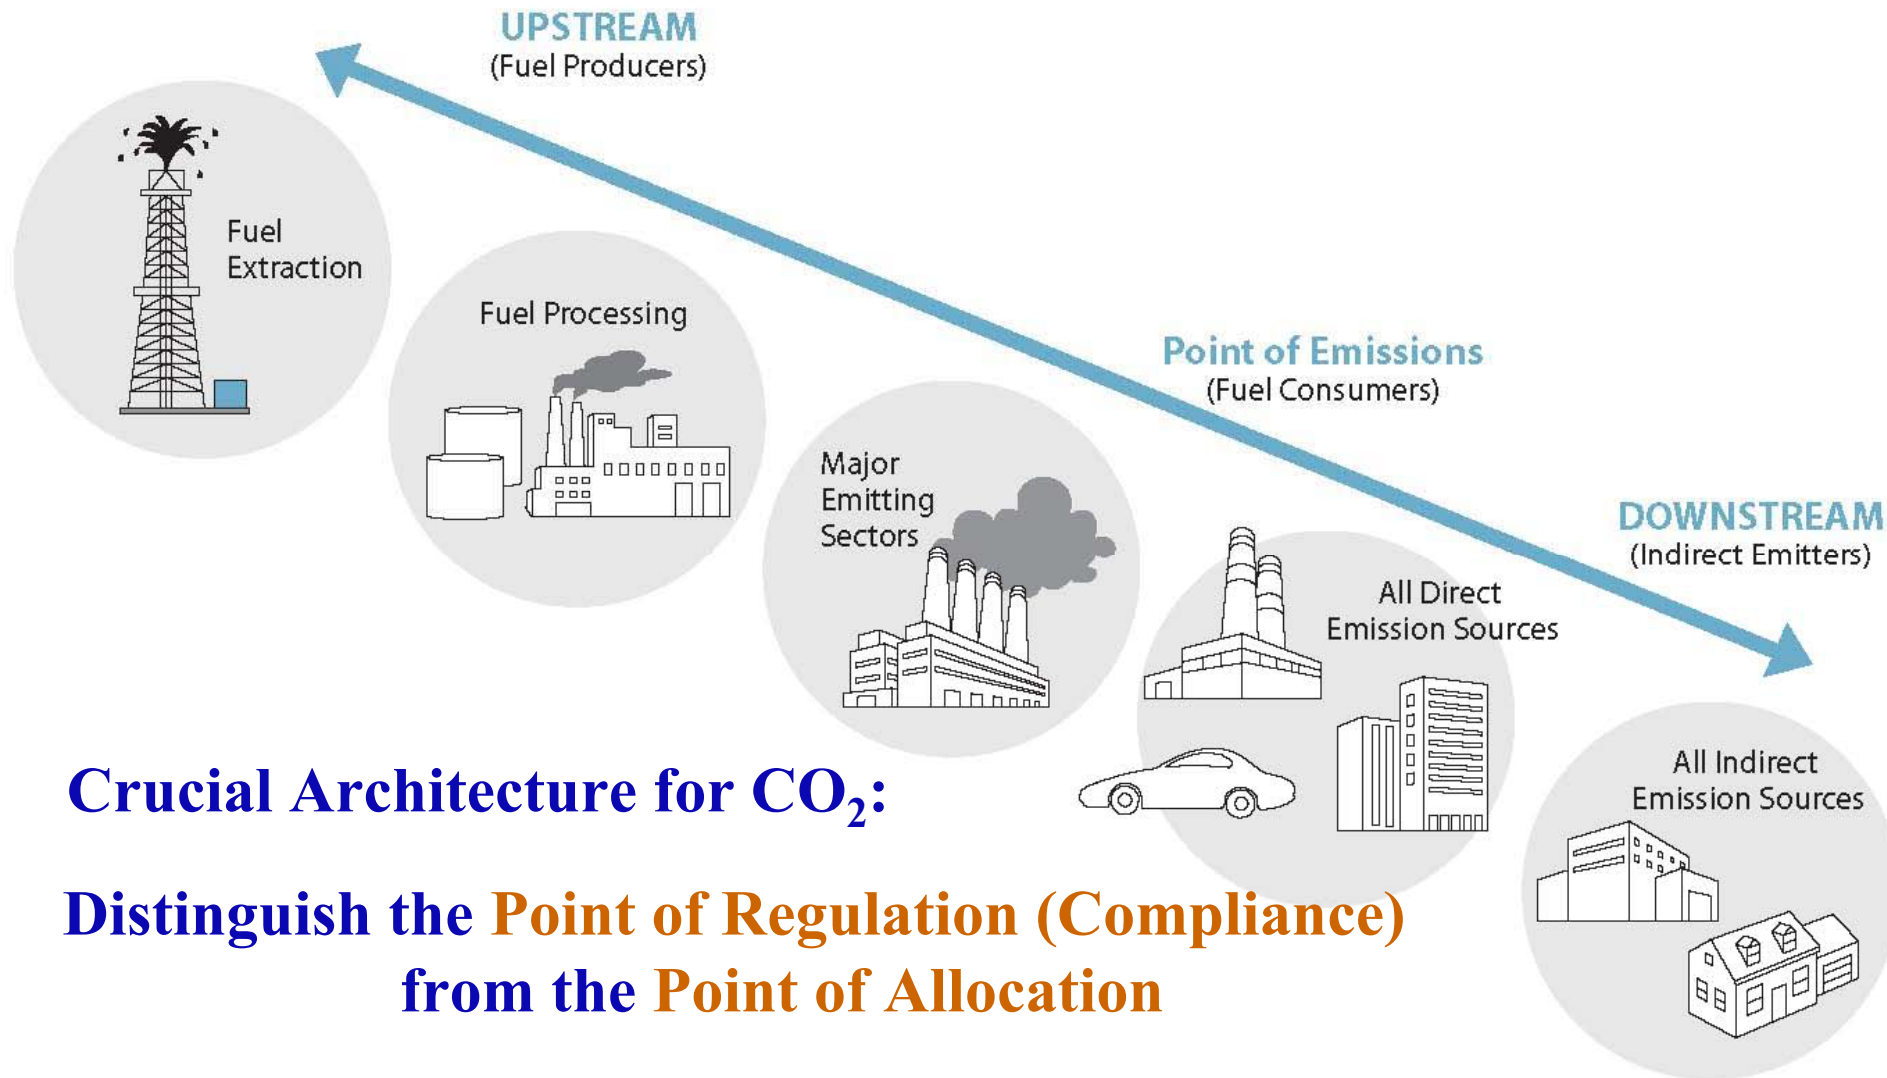 UPSTREAM
(Fuel Producers)
Fuel
Extraction
Fuel Processing
Point of Emissions
(Fuel Consumers)
Major
Emitting
Sectors
DOWNSTREAM
(Indirect Emitters)
All Direct
Emission Sources
All Indirect
Emission Sources
Crucial Architecture for CO₂:
Distinguish the Point of Regulation (Compliance)
from the Point of Allocation